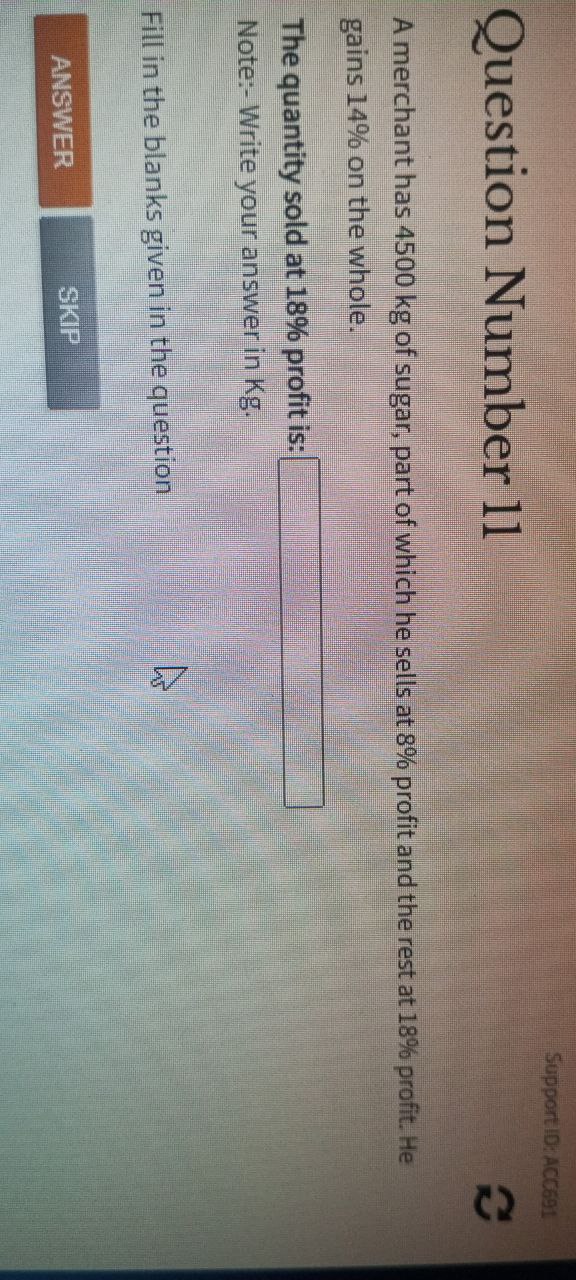 Support ID: ACC691
Question Number 11
A merchant has 4500 kg of sugar, part of which he sells at 8% profit and the rest at 18% profit. He
gains 14% on the whole.
The quantity sold at 18% profit is:
Note:- Write your answer in Kg.
Fill in the blanks given in the question
ANSWER SKIP